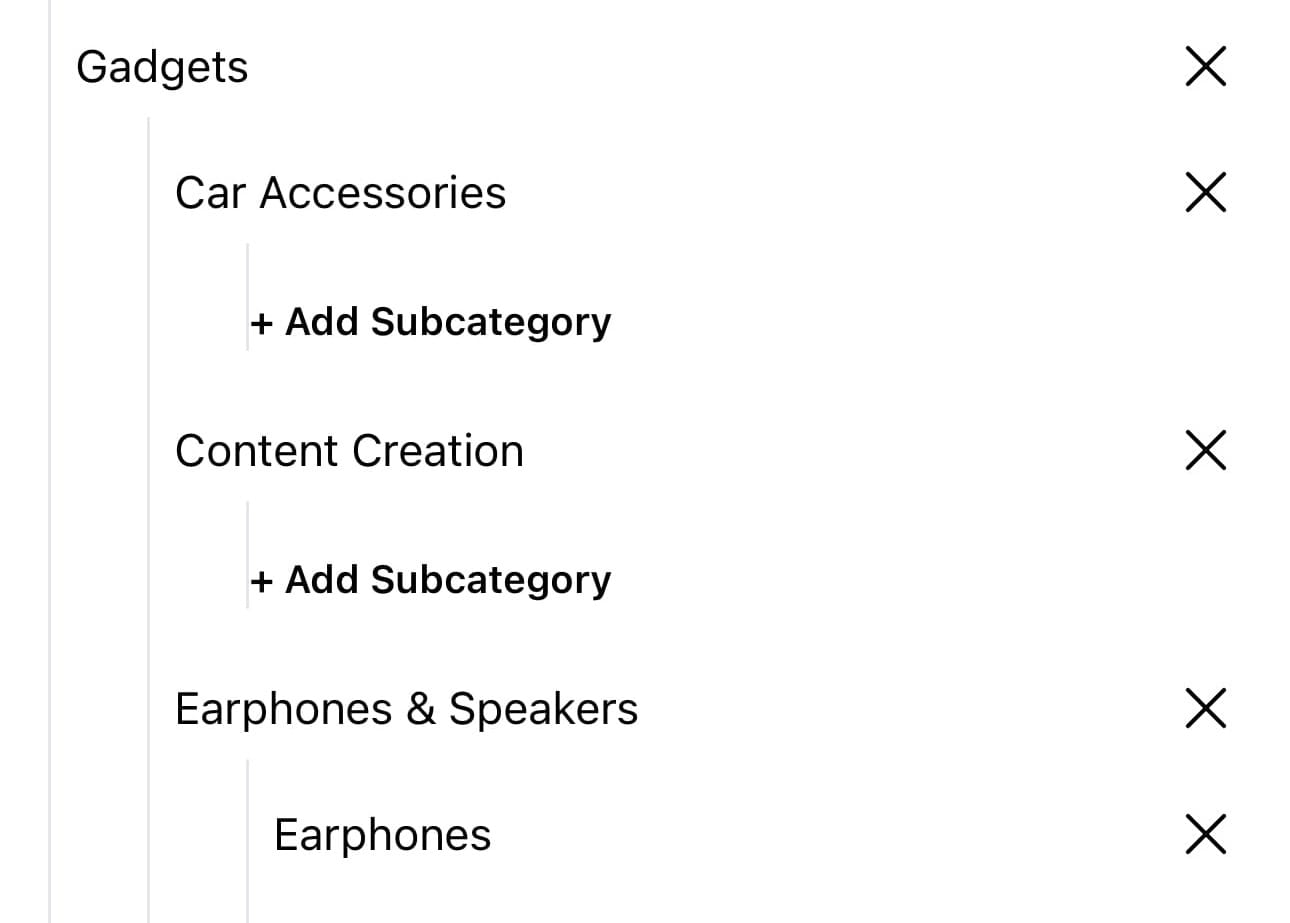 Gadgets
Car Accessories
+ Add Subcategory
Content Creation
+ Add Subcategory
Earphones & Speakers
Earphones